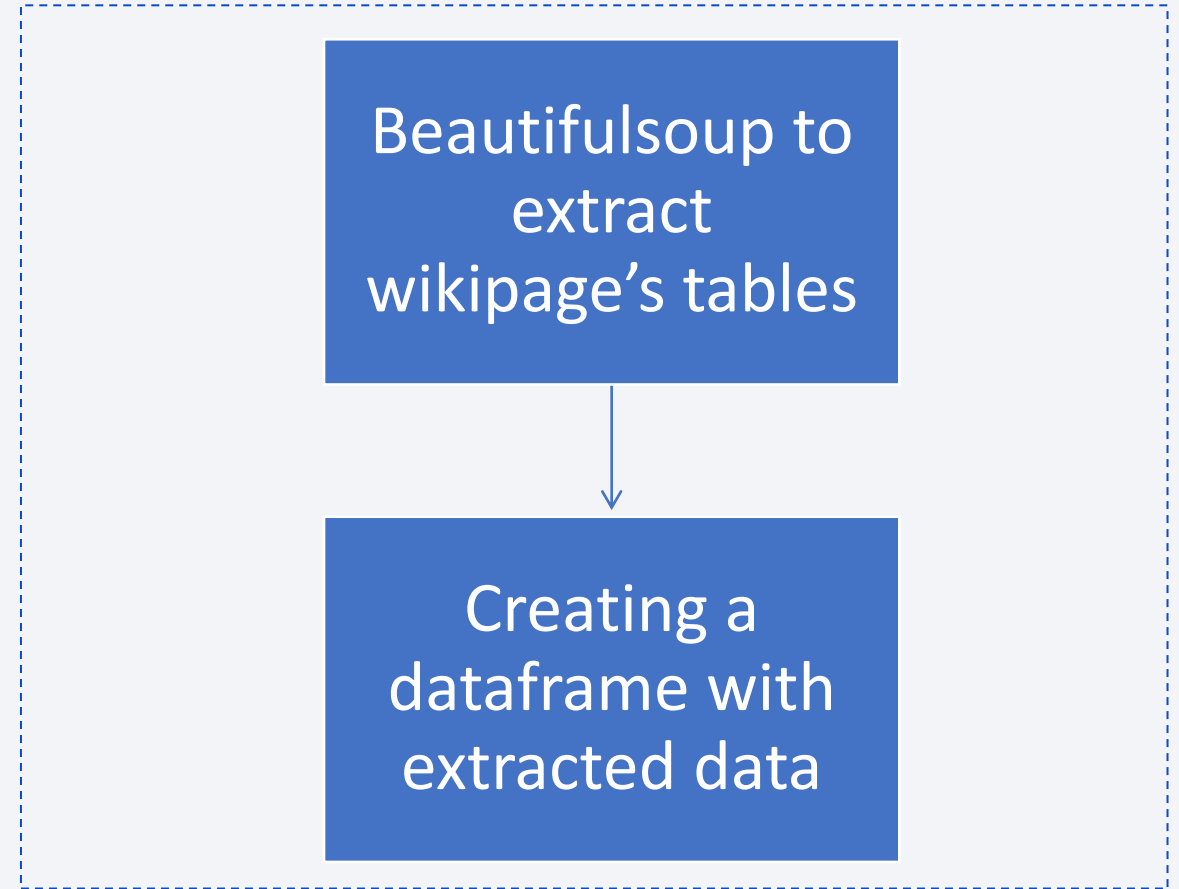 Beautifulsoup to
extract
wikipage’s tables
Creating a
dataframe with
extracted data